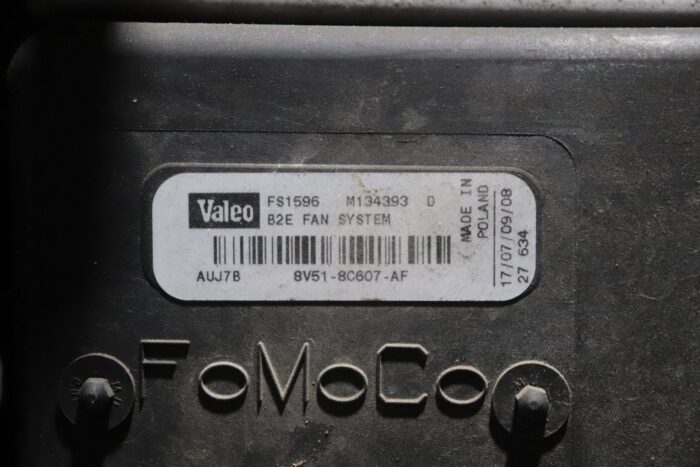 Valeo FS1596 M134393 D
B2E FAN SYSTEM
AUJ7B 8V51-8C607-AF
MADE IN
POLAND
17/07/09/08
27 634
FoMoCo